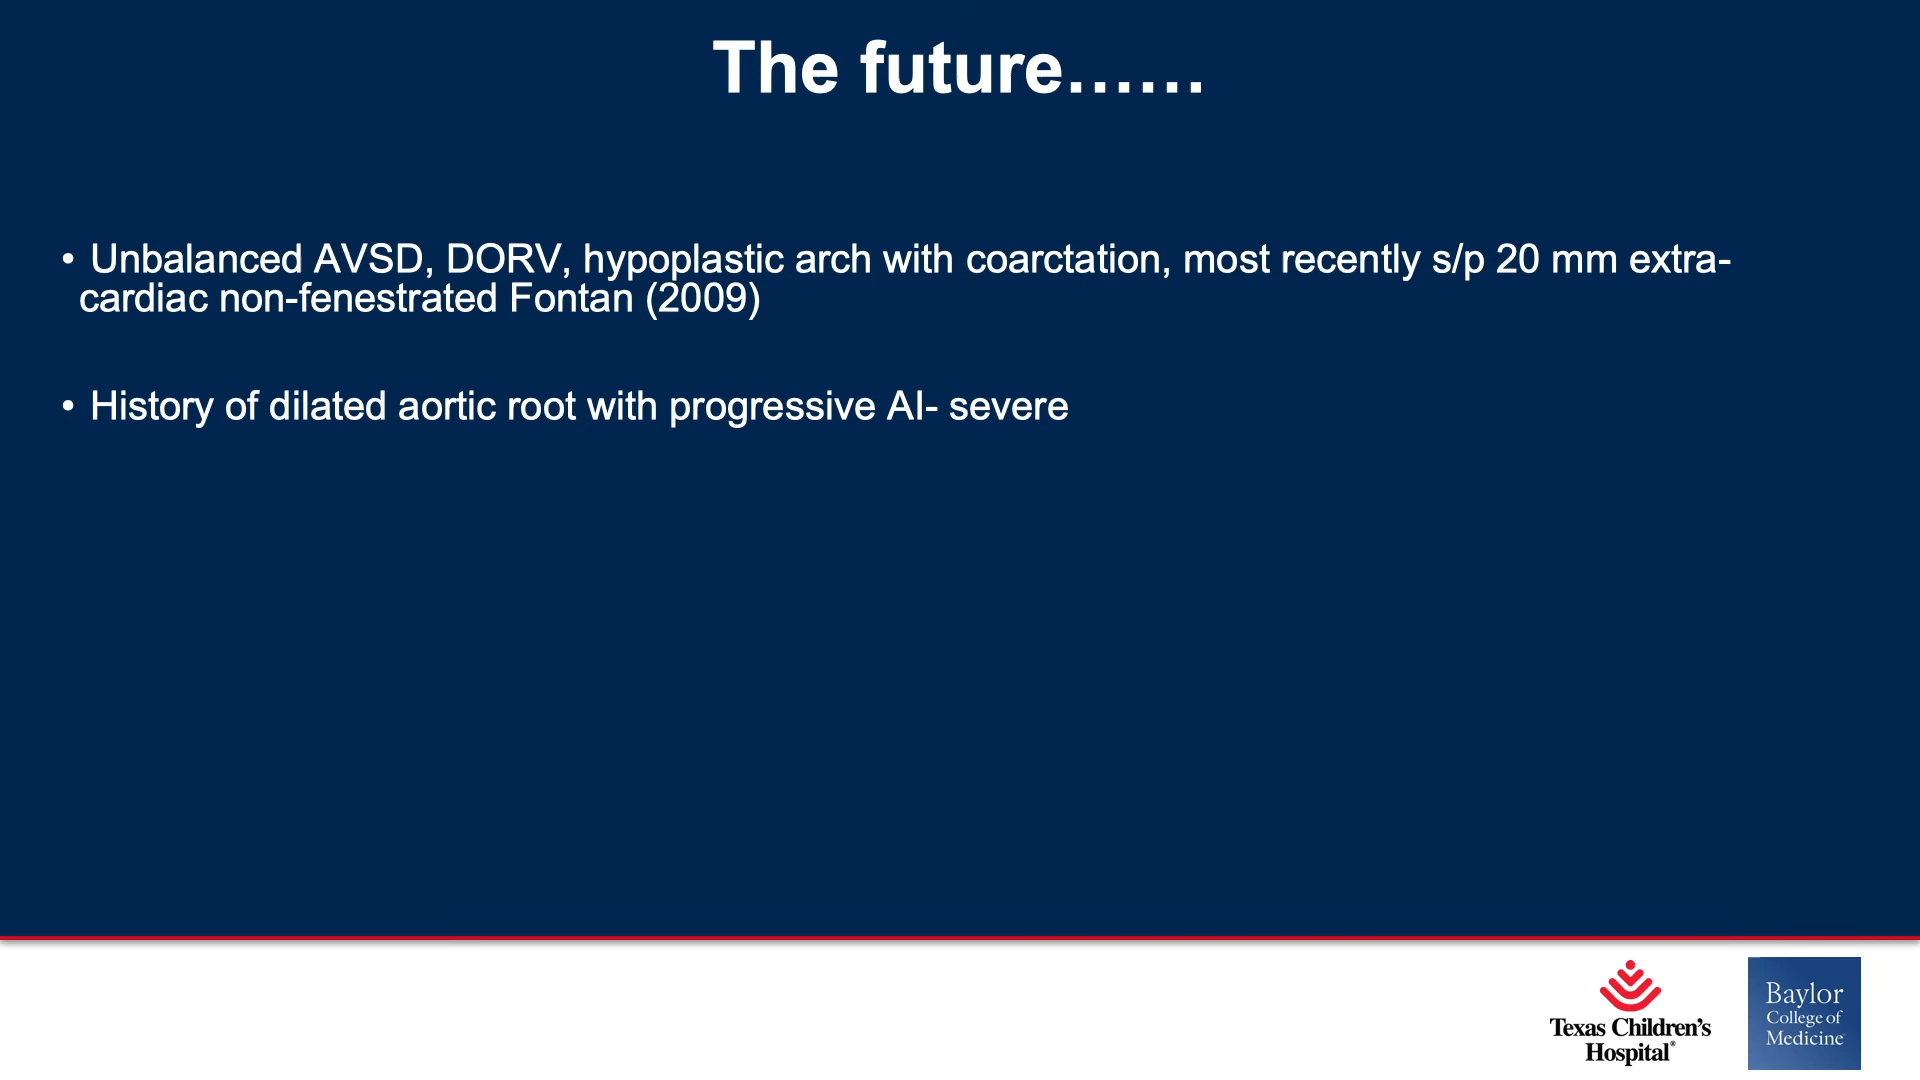 The future......
• Unbalanced AVSD, DORV, hypoplastic arch with coarctation, most recently s/p 20 mm extra-
cardiac non-fenestrated Fontan (2009)
• History of dilated aortic root with progressive AI- severe
Texas Children's
Hospital®
Baylor
College of
Medicine